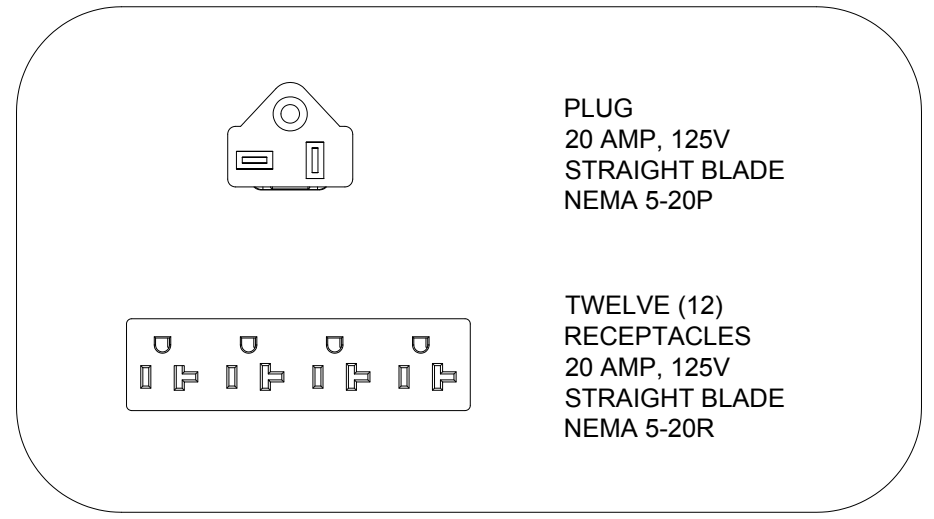 PLUG
20 AMP, 125V
STRAIGHT BLADE
NEMA 5-20P
TWELVE (12)
RECEPTACLES
20 AMP, 125V
STRAIGHT BLADE
NEMA 5-20R